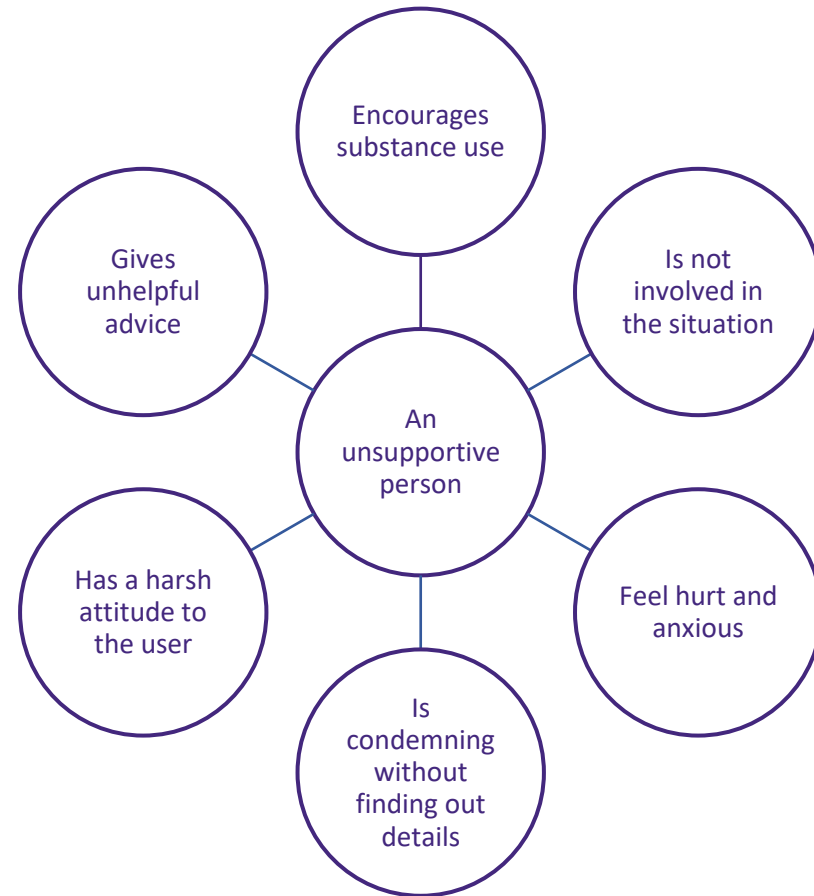 Encourages
substance use
Gives
unhelpful
advice
Is not
involved in
the situation
An
unsupportive
person
Has a harsh
attitude to
the user
Feel hurt and
anxious
Is
condemning
without
finding out
details